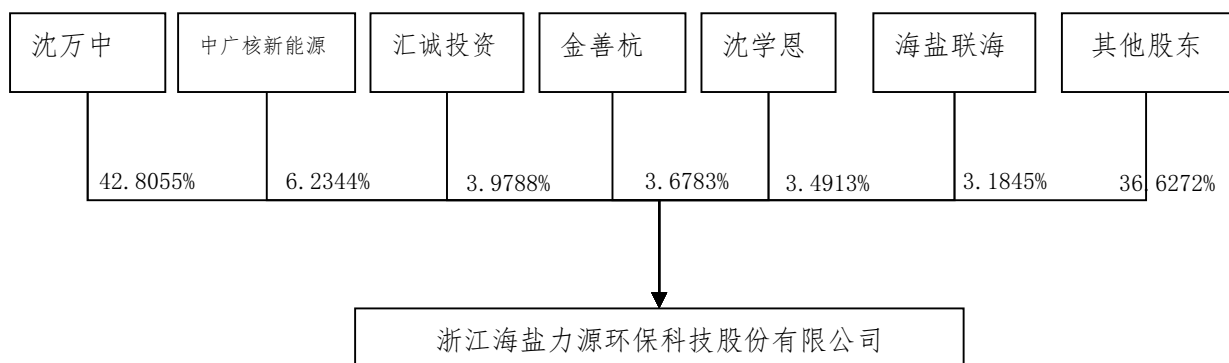 沈万中 中广核新能源 汇诚投资 金善杭 沈学恩 海盐联海 其他股东
42.8055% 6.2344% 3.9788% 3.6783% 3.4913% 3.1845% 36.6272%
浙江海盐力源环保科技股份有限公司